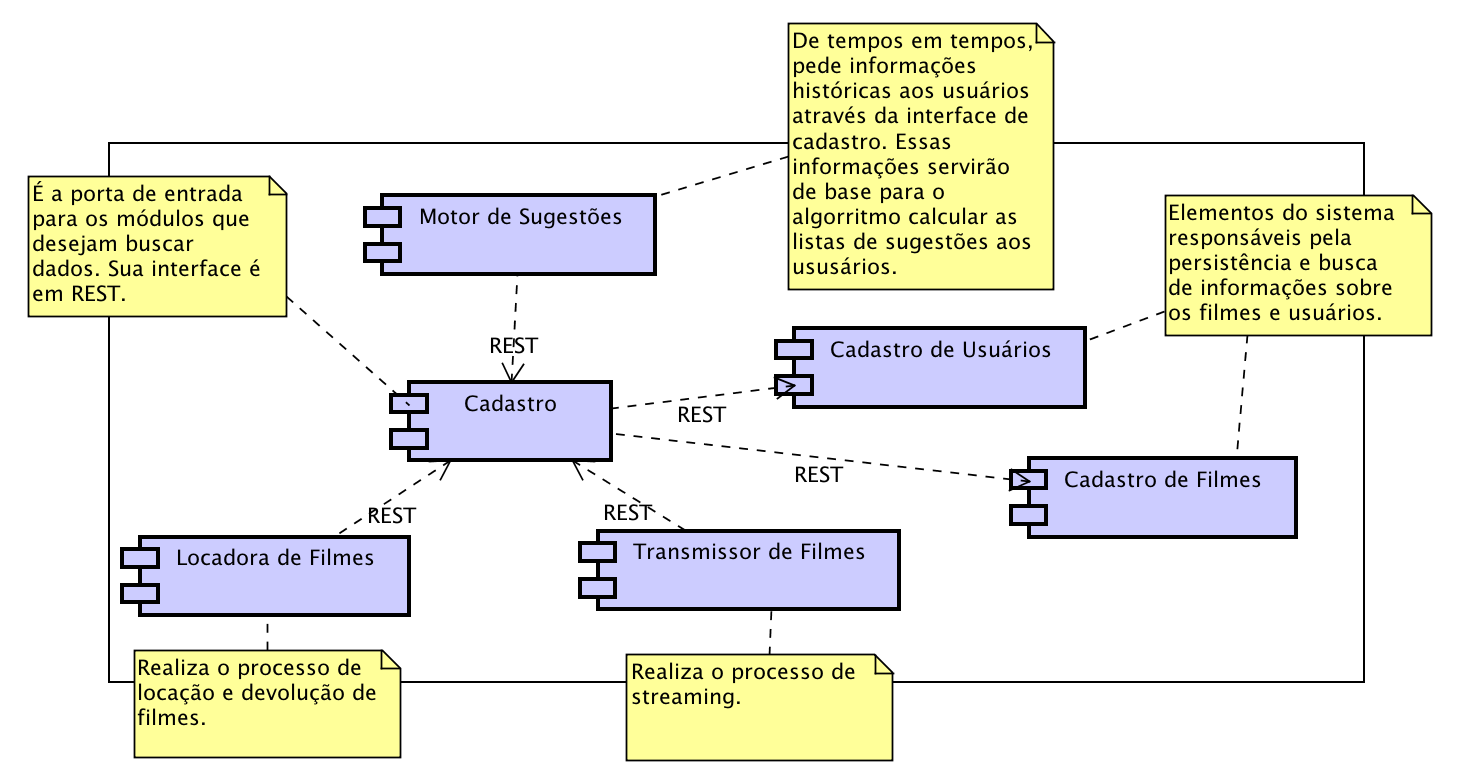 De tempos em tempos,
pede informações
históricas aos usuários
através da interface de
cadastro. Essas
informações servirão
de base para o
algorritmo calcular as
listas de sugestões aos
ususários.
É a porta de entrada
para os módulos que
desejam buscar
dados. Sua interface é
em REST.
Motor de Sugestões
Elementos do sistema
responsáveis pela
persistência e busca
de informações sobre
os filmes e usuários.
REST
Cadastro de Usuários
Cadastro
REST
REST
Cadastro de Filmes
REST
REST
Locadora de Filmes
Transmissor de Filmes
Realiza o processo de
locação e devolução de
filmes.
Realiza o processo de
streaming.